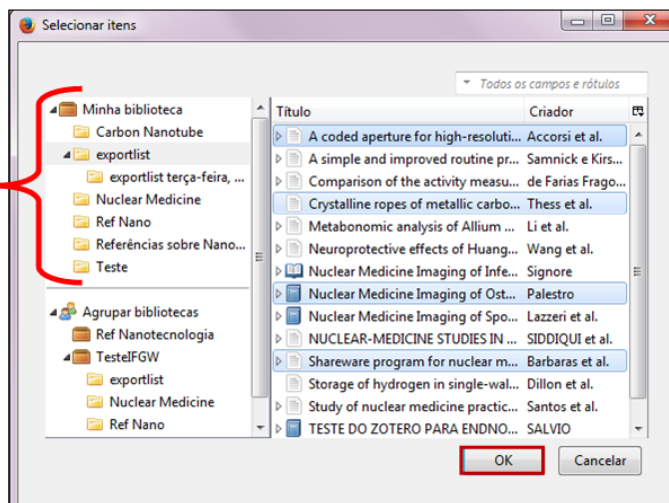 Selecionar itens
Todos os campos e rótulos
Minha biblioteca
Carbon Nanotube
exportlist
exportlist terça-feira, ...
Nuclear Medicine
Ref Nano
Referências sobre Nano...
Teste
Agrupar bibliotecas
Ref Nanotecnologia
TesteIFGW
exportlist
Nuclear Medicine
Ref Nano
Título Criador
A coded aperture for high-resoluti... Accorsi et al.
A simple and improved routine pr... Samnick e Kirs...
Comparison of the activity measu... de Farias Frago...
Crystalline ropes of metallic carbo... Thess et al.
Metabonomic analysis of Allium ... Li et al.
Neuroprotective effects of Huang... Wang et al.
Nuclear Medicine Imaging of Infe... Signore
Nuclear Medicine Imaging of Ost... Palestro
Nuclear Medicine Imaging of Spo... Lazzeri et al.
NUCLEAR-MEDICINE STUDIES IN ... SIDDIQUI et al.
Shareware program for nuclear m... Barbaras et al.
Storage of hydrogen in single-wal... Dillon et al.
Study of nuclear medicine practic... Santos et al.
TESTE DO ZOTERO PARA ENDNO... SALVIO
OK Cancelar